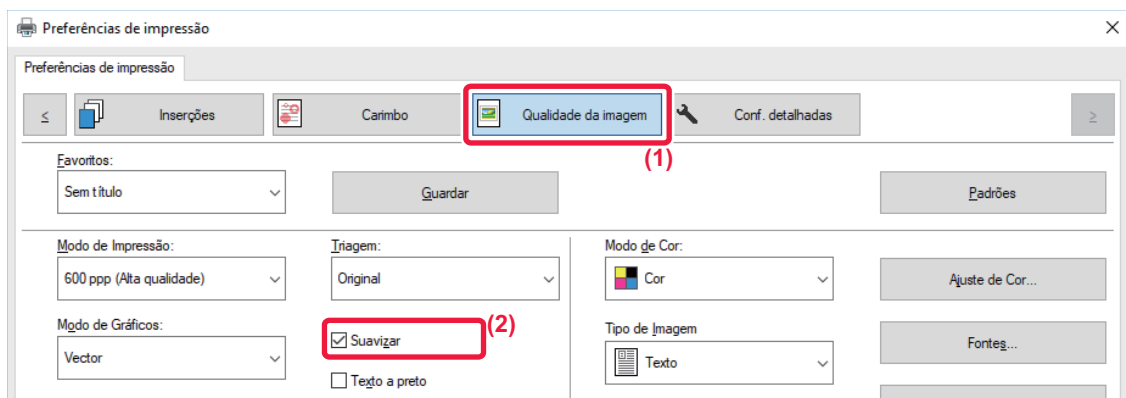 Preferências de impressão
Preferências de impressão
< Inserções Carimbo Qualidade da imagem Conf. detalhadas >
(1)
Favoritos:
Sem título Guardar Padrões
Modo de Impressão: Triagem: Modo de Cor:
600 ppp (Alta qualidade) Original Cor Ajuste de Cor...
Modo de Gráficos: (2) Tipo de Imagem
Vector Suavizar Texto Fontes...
Texto a preto